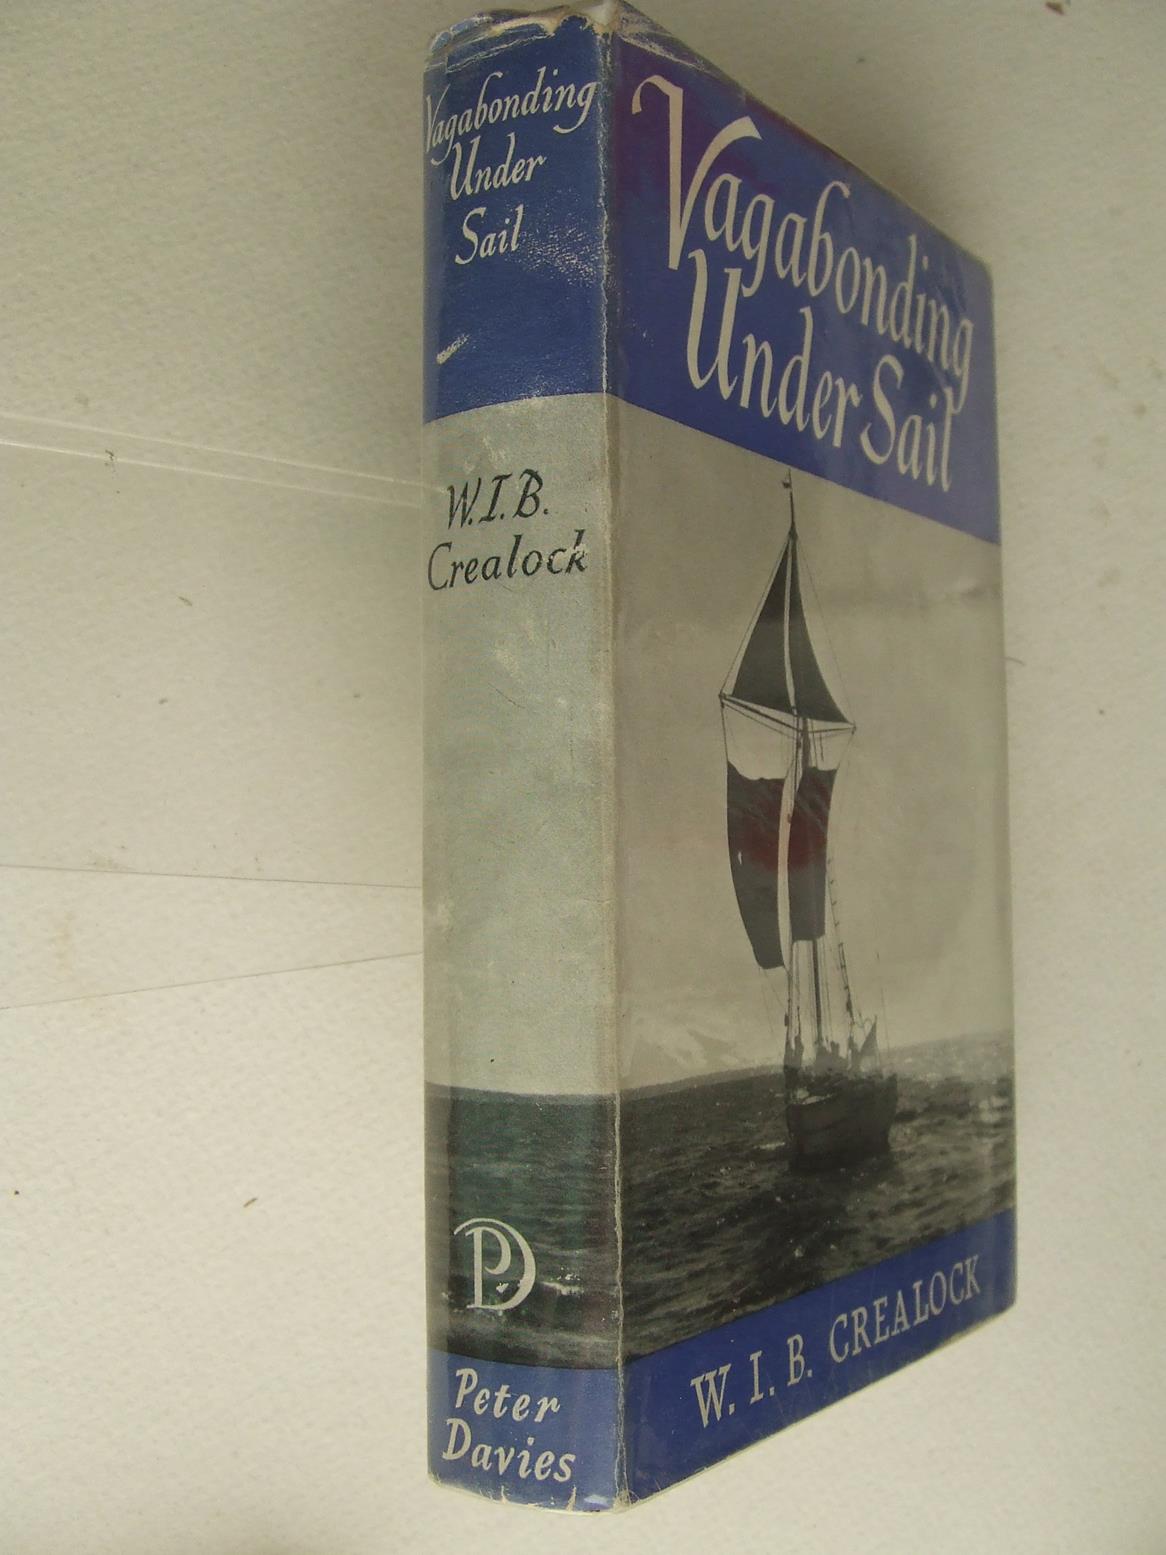 Vagabonding
Under
Sail
W.I.B.
Crealock
PD
Peter
Davies
Vagabonding
Under Sail
W. I. B. CREALOCK